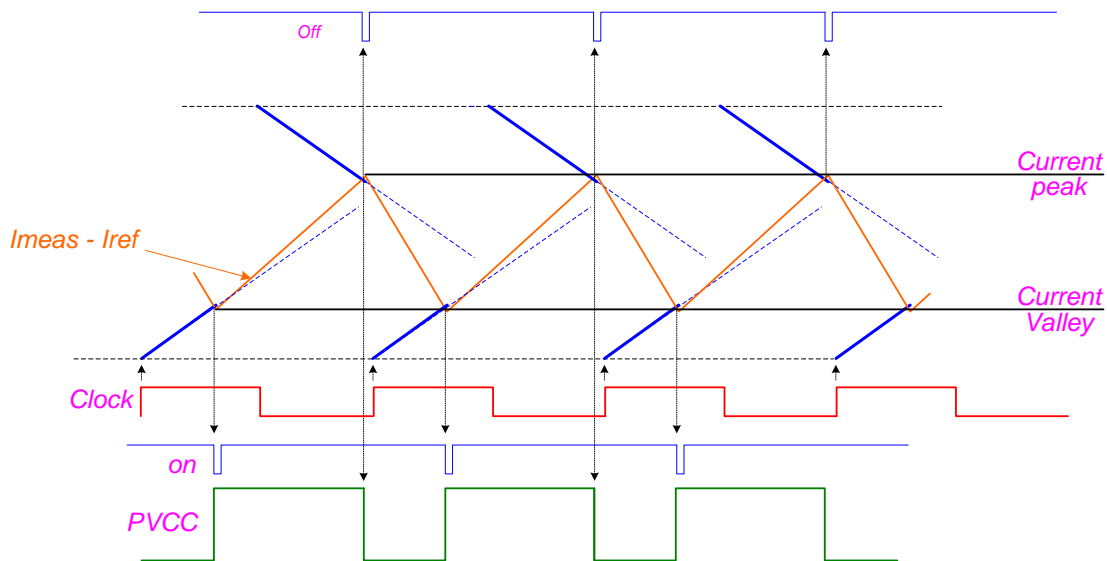 Off
Current
peak
Imeas - Iref
Current
Valley
Clock
on
PVCC